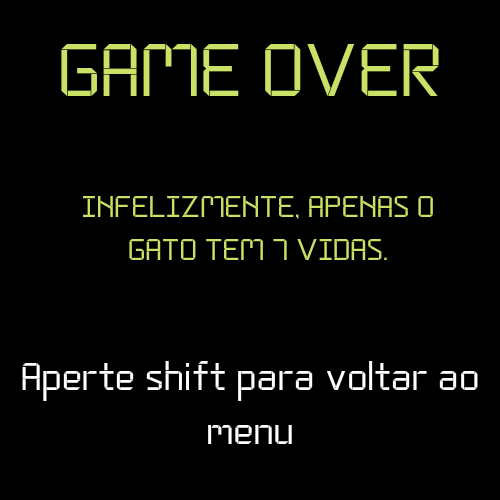 GAME OVER
INFELIZMENTE, APENAS O
GATO TEM 7 VIDAS.
Aperte shift para voltar ao
menu